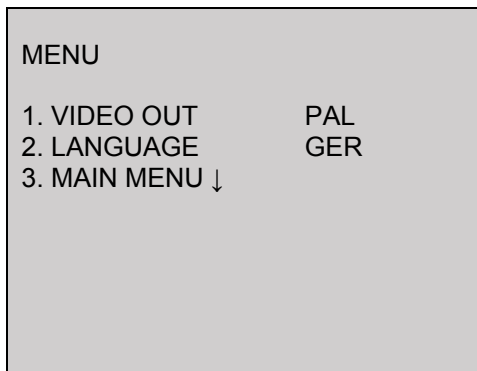 MENU
1. VIDEO OUT PAL
2. LANGUAGE GER
3. MAIN MENU ↓